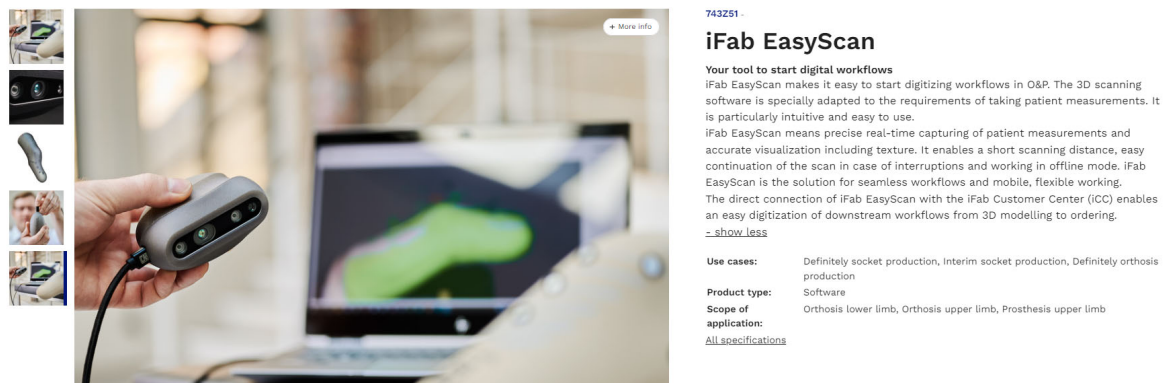 + More info
743Z51 -
iFab EasyScan
Your tool to start digital workflows
iFab EasyScan makes it easy to start digitizing workflows in O&P. The 3D scanning
software is specially adapted to the requirements of taking patient measurements. It
is particularly intuitive and easy to use.
iFab EasyScan means precise real-time capturing of patient measurements and
accurate visualization including texture. It enables a short scanning distance, easy
continuation of the scan in case of interruptions and working in offline mode. iFab
EasyScan is the solution for seamless workflows and mobile, flexible working.
The direct connection of iFab EasyScan with the iFab Customer Center (iCC) enables
an easy digitization of downstream workflows from 3D modelling to ordering.
- show less
Use cases: Definitely socket production, Interim socket production, Definitely orthosis
production
Product type: Software
Scope of Orthosis lower limb, Orthosis upper limb, Prosthesis upper limb
application:
All specifications